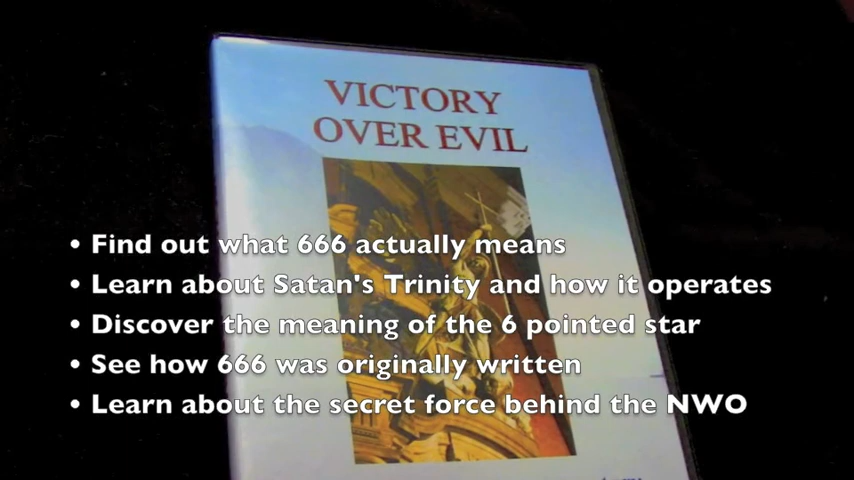 VICTORY
OVER EVIL
• Find out what 666 actually means
• Learn about Satan's Trinity and how it operates
• Discover the meaning of the 6 pointed star
• See how 666 was originally written
• Learn about the secret force behind the NWO